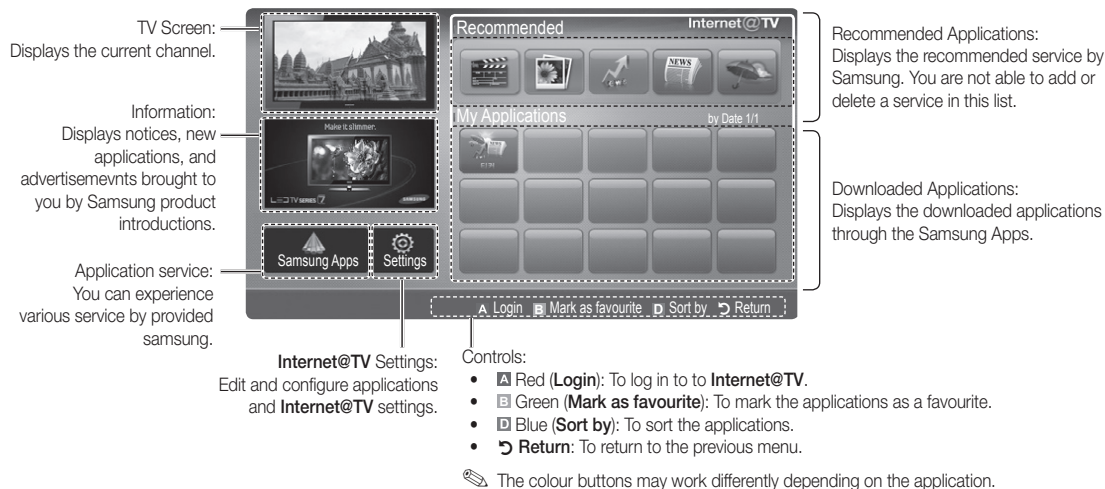 TV Screen:
Displays the current channel.
Information:
Displays notices, new
applications, and
advertisemevnts brought to
you by Samsung product
introductions.
Application service:
You can experience
various service by provided
samsung.
Internet@TV Settings:
Edit and configure applications
and Internet@TV settings.
Recommended
Internet@TV
NEWS
My Applications
by Date 1/1
Make it slimmer.
LED TV SERIES 7
SAMSUNG
Samsung Apps
Settings
A Login B Mark as favourite D Sort by Return
Recommended Applications:
Displays the recommended service by
Samsung. You are not able to add or
delete a service in this list.
Downloaded Applications:
Displays the downloaded applications
through the Samsung Apps.
Controls:
• A Red (Login): To log in to to Internet@TV.
• B Green (Mark as favourite): To mark the applications as a favourite.
• D Blue (Sort by): To sort the applications.
• Return: To return to the previous menu.
The colour buttons may work differently depending on the application.